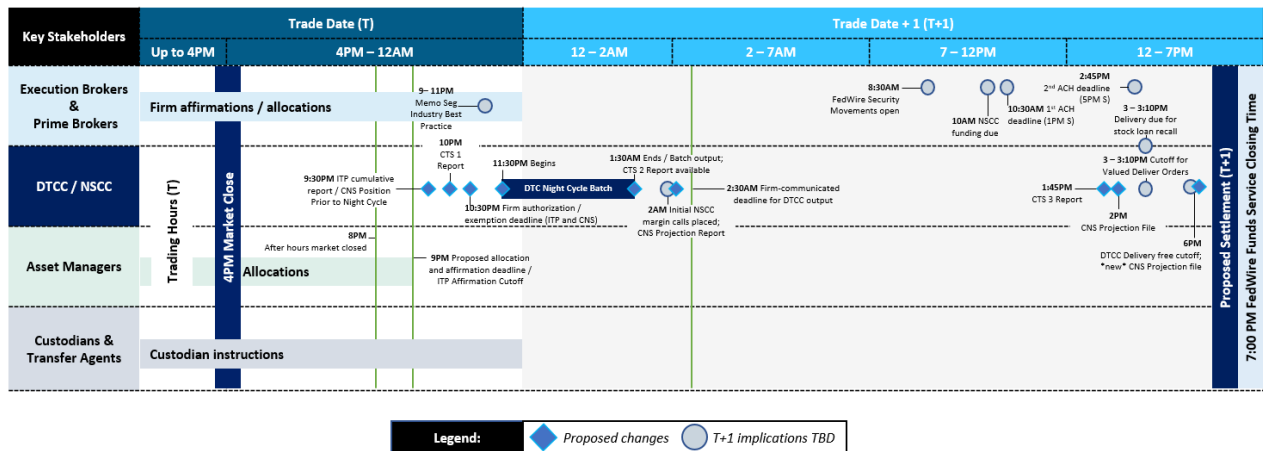 Key Stakeholders
Trade Date (T)
Trade Date + 1 (T+1)
Up to 4PM
4PM – 12AM
12 – 2AM
2 – 7AM
7 – 12PM
12 – 7PM
Execution Brokers
&
Prime Brokers
Firm affirmations / allocations
9– 11PM
Memo Seg
Industry Best
Practice
8:30AM
FedWire Security
Movements open
10AM NSCC
funding due
10:30AM 1st ACH
deadline (1PM S)
2:45PM
2nd ACH deadline
(5PM S)
3 – 3:10PM
Delivery due for
stock loan recall
DTCC / NSCC
9:30PM ITP cumulative
report / CNS Position
Prior to Night Cycle
10PM
CTS 1
Report
10:30PM Firm authorization /
exemption deadline (ITP and CNS)
11:30PM Begins
DTC Night Cycle Batch
1:30AM Ends / Batch output;
CTS 2 Report available
2AM Initial NSCC
margin calls placed;
CNS Projection Report
2:30AM Firm-communicated
deadline for DTCC output
1:45PM
CTS 3 Report
2PM
CNS Projection File
3 – 3:10PM Cutoff for
Valued Deliver Orders
6PM
DTCC Delivery free cutoff;
*new* CNS Projection file
Asset Managers
8PM
After hours market closed
Allocations
9PM Proposed allocation
and affirmation deadline /
ITP Affirmation Cutoff
Custodians &
Transfer Agents
Custodian instructions
Trading Hours (T)
4PM Market Close
Proposed Settlement (T+1)
7:00 PM FedWire Funds Service Closing Time
Legend:
Proposed changes
T+1 implications TBD